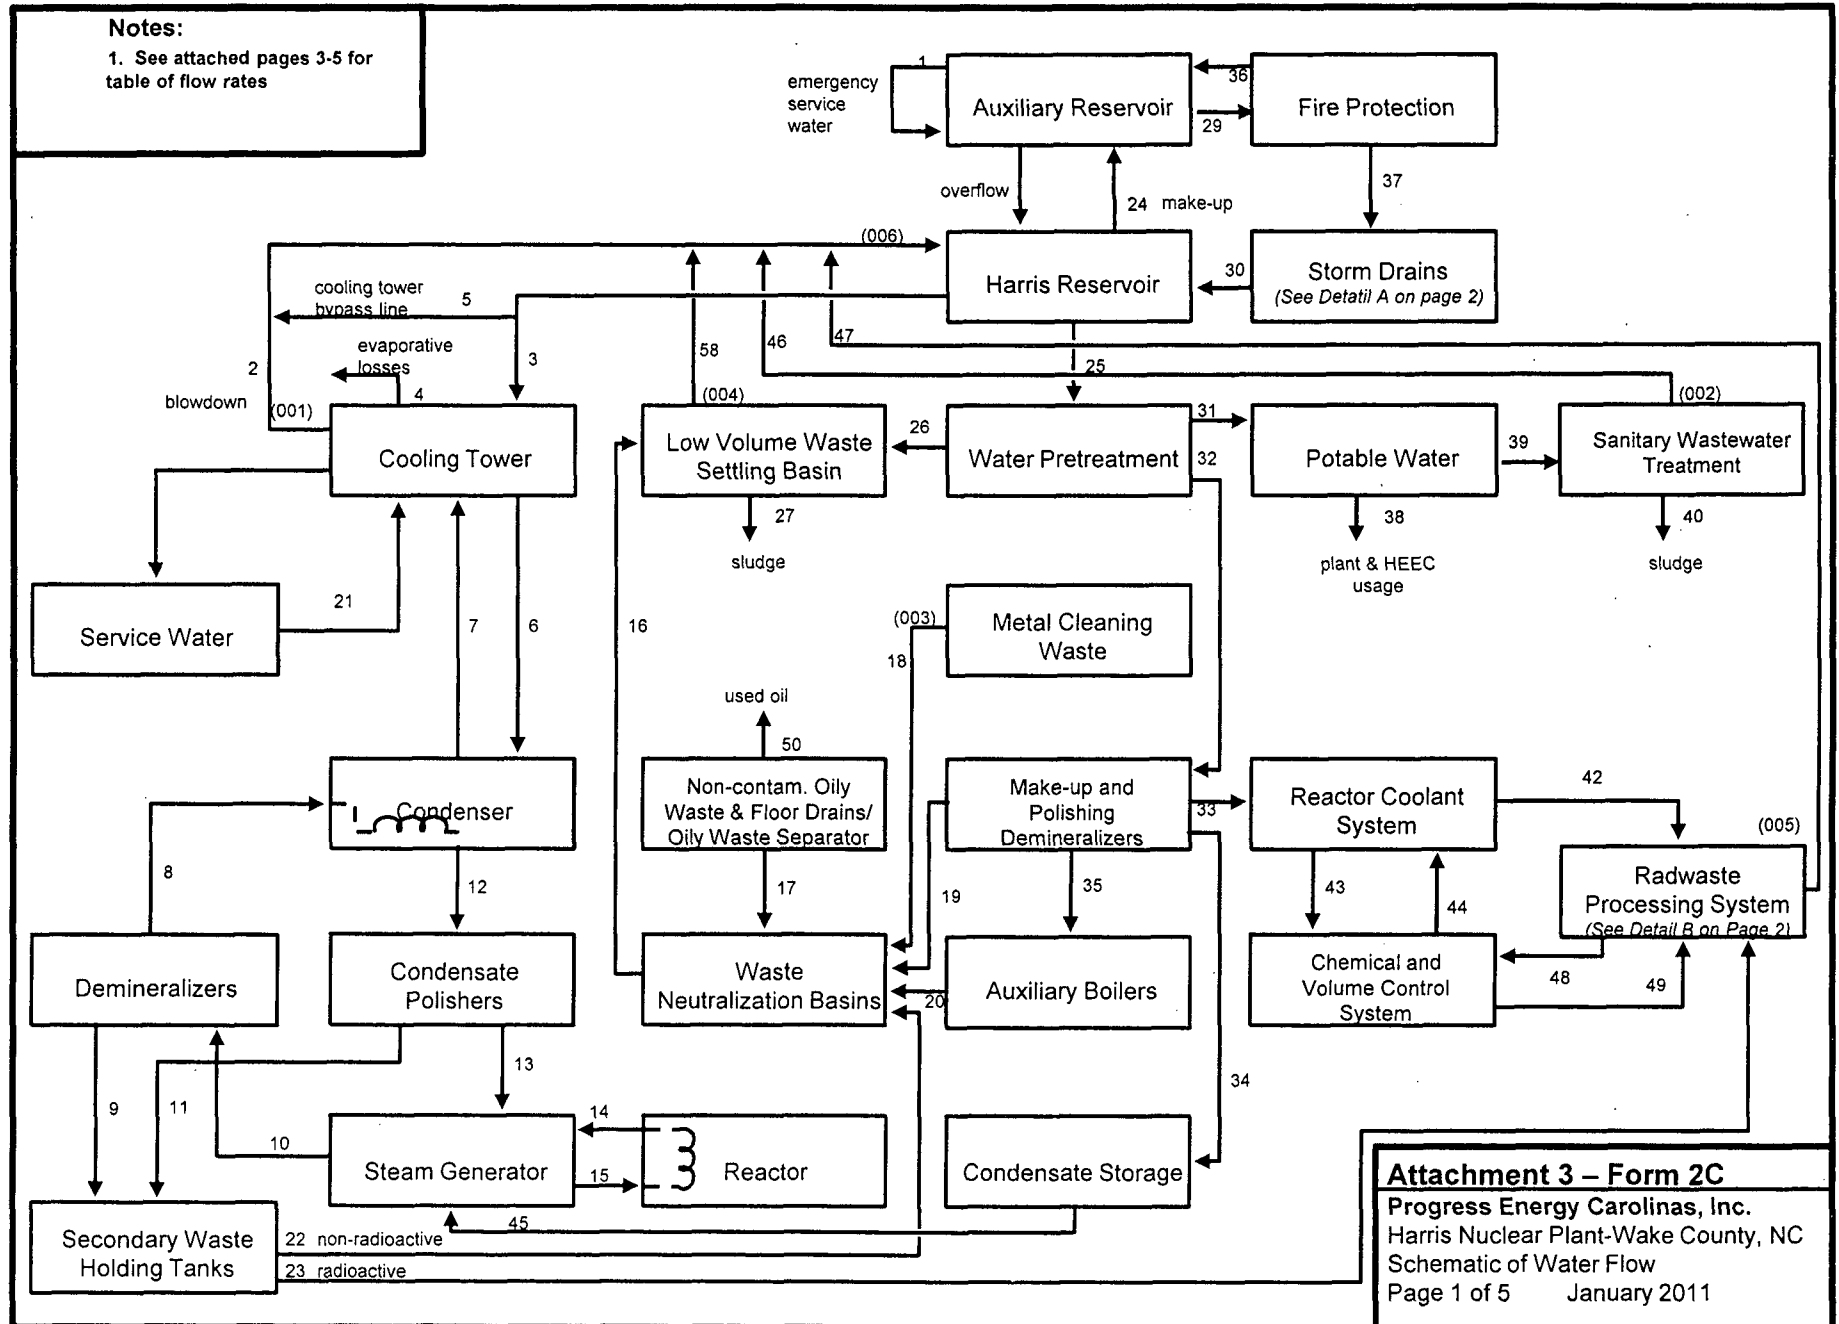 Notes:
1. See attached pages 3-5 for
table of flow rates
1
emergency
service
water
Auxiliary Reservoir
36
29
Fire Protection
overflow
24 make-up
37
(006)
Harris Reservoir
30
Storm Drains
(See Detatil A on page 2)
cooling tower
bypass line
5
evaporative
losses
2
3
4
58
46
47
25
blowdown
(001)
(004)
(002)
Cooling Tower
Low Volume Waste
Settling Basin
26
Water Pretreatment
31
32
Potable Water
39
Sanitary Wastewater
Treatment
27
sludge
38
plant & HEEC
usage
40
sludge
Service Water
21
7
6
16
(003)
18
Metal Cleaning
Waste
used oil
50
Condenser
Non-contam. Oily
Waste & Floor Drains/
Oily Waste Separator
Make-up and
Polishing
Demineralizers
33
Reactor Coolant
System
42
(005)
8
12
17
19
35
43
44
Radwaste
Processing System
(See Detail B on Page 2)
Demineralizers
Condensate
Polishers
Waste
Neutralization Basins
20
Auxiliary Boilers
Chemical and
Volume Control
System
48
49
9
11
13
34
10
14
15
Steam Generator
Reactor
Condensate Storage
45
Secondary Waste
Holding Tanks
22 non-radioactive
23 radioactive
Attachment 3 – Form 2C
Progress Energy Carolinas, Inc.
Harris Nuclear Plant-Wake County, NC
Schematic of Water Flow
Page 1 of 5 January 2011